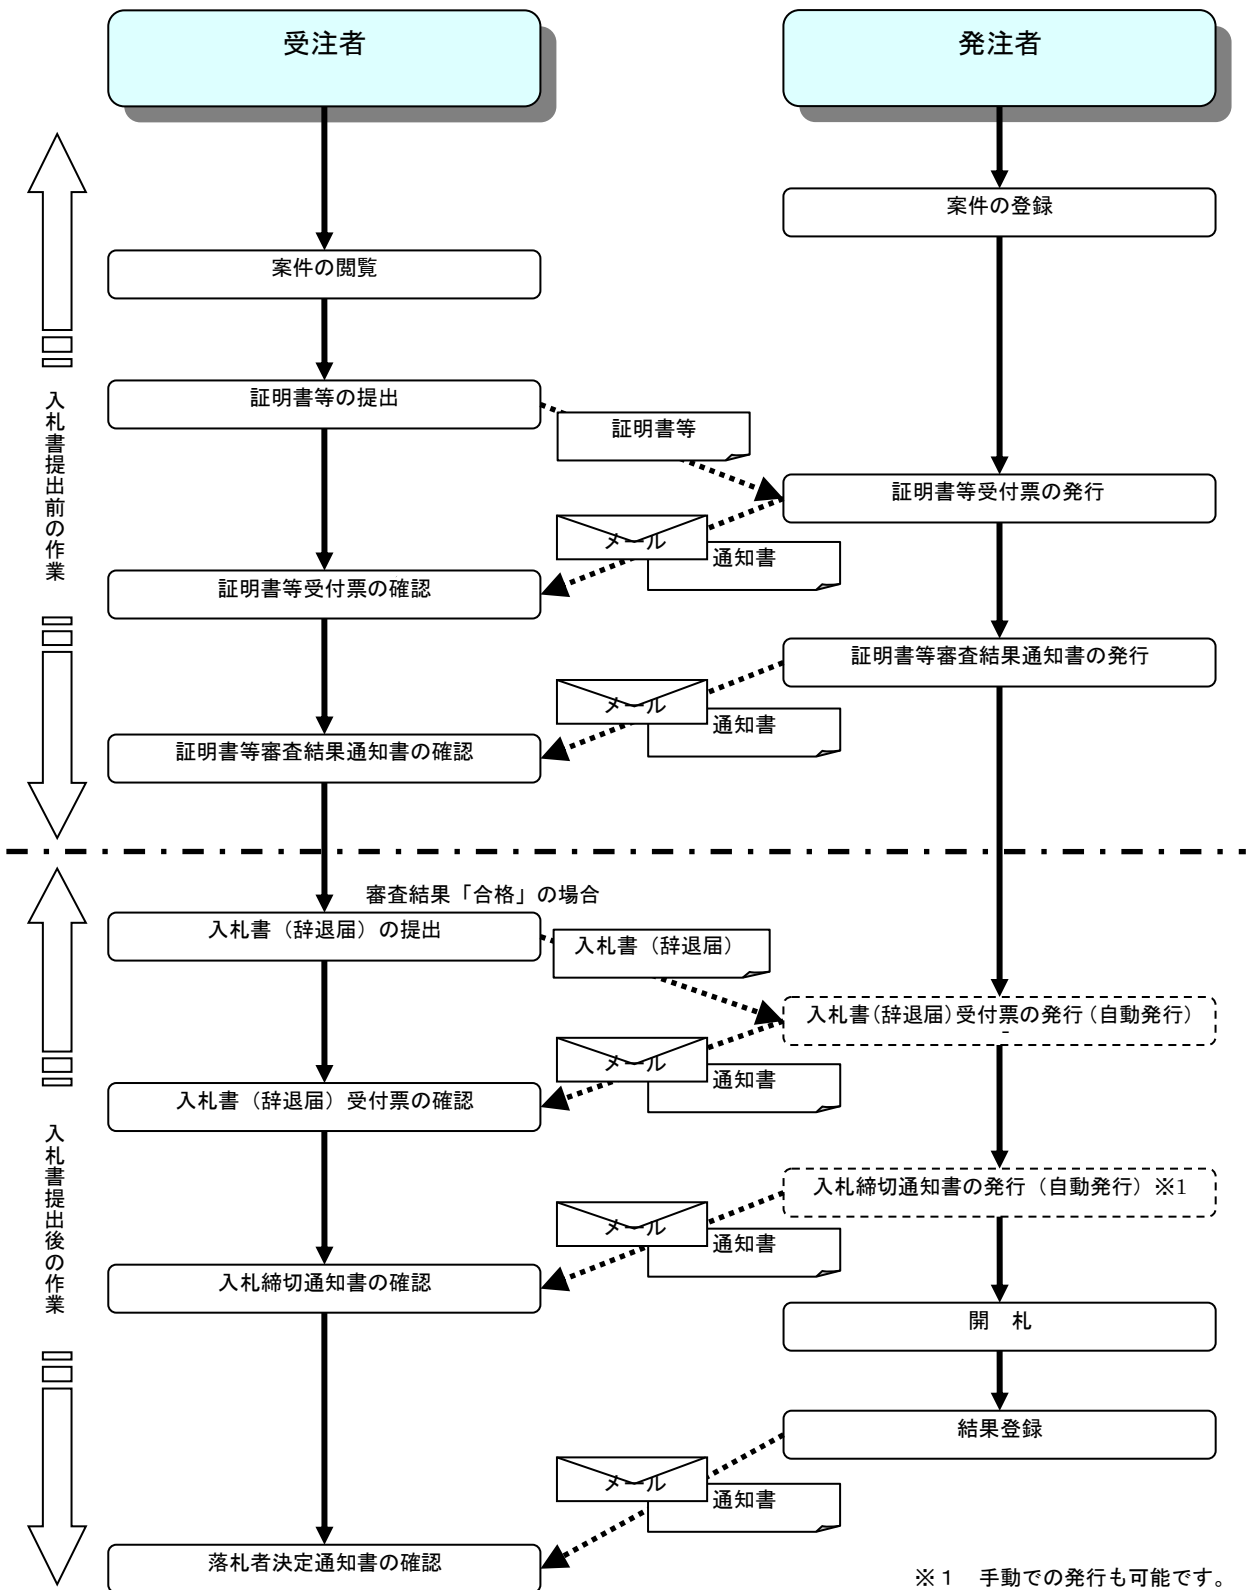 受注者
発注者
案件の登録
案件の閲覧
証明書等の提出
証明書等
証明書等受付票の発行
メール
通知書
証明書等受付票の確認
入札書提出前の作業
証明書等審査結果通知書の発行
メール
通知書
証明書等審査結果通知書の確認
審査結果「合格」の場合
入札書（辞退届）の提出
入札書（辞退届）
入札書（辞退届）受付票の発行（自動発行）
メール
通知書
入札書（辞退届）受付票の確認
入札書提出後の作業
入札締切通知書の発行（自動発行）※1
メール
通知書
入札締切通知書の確認
開　札
結果登録
メール
通知書
落札者決定通知書の確認
※１　手動での発行も可能です。